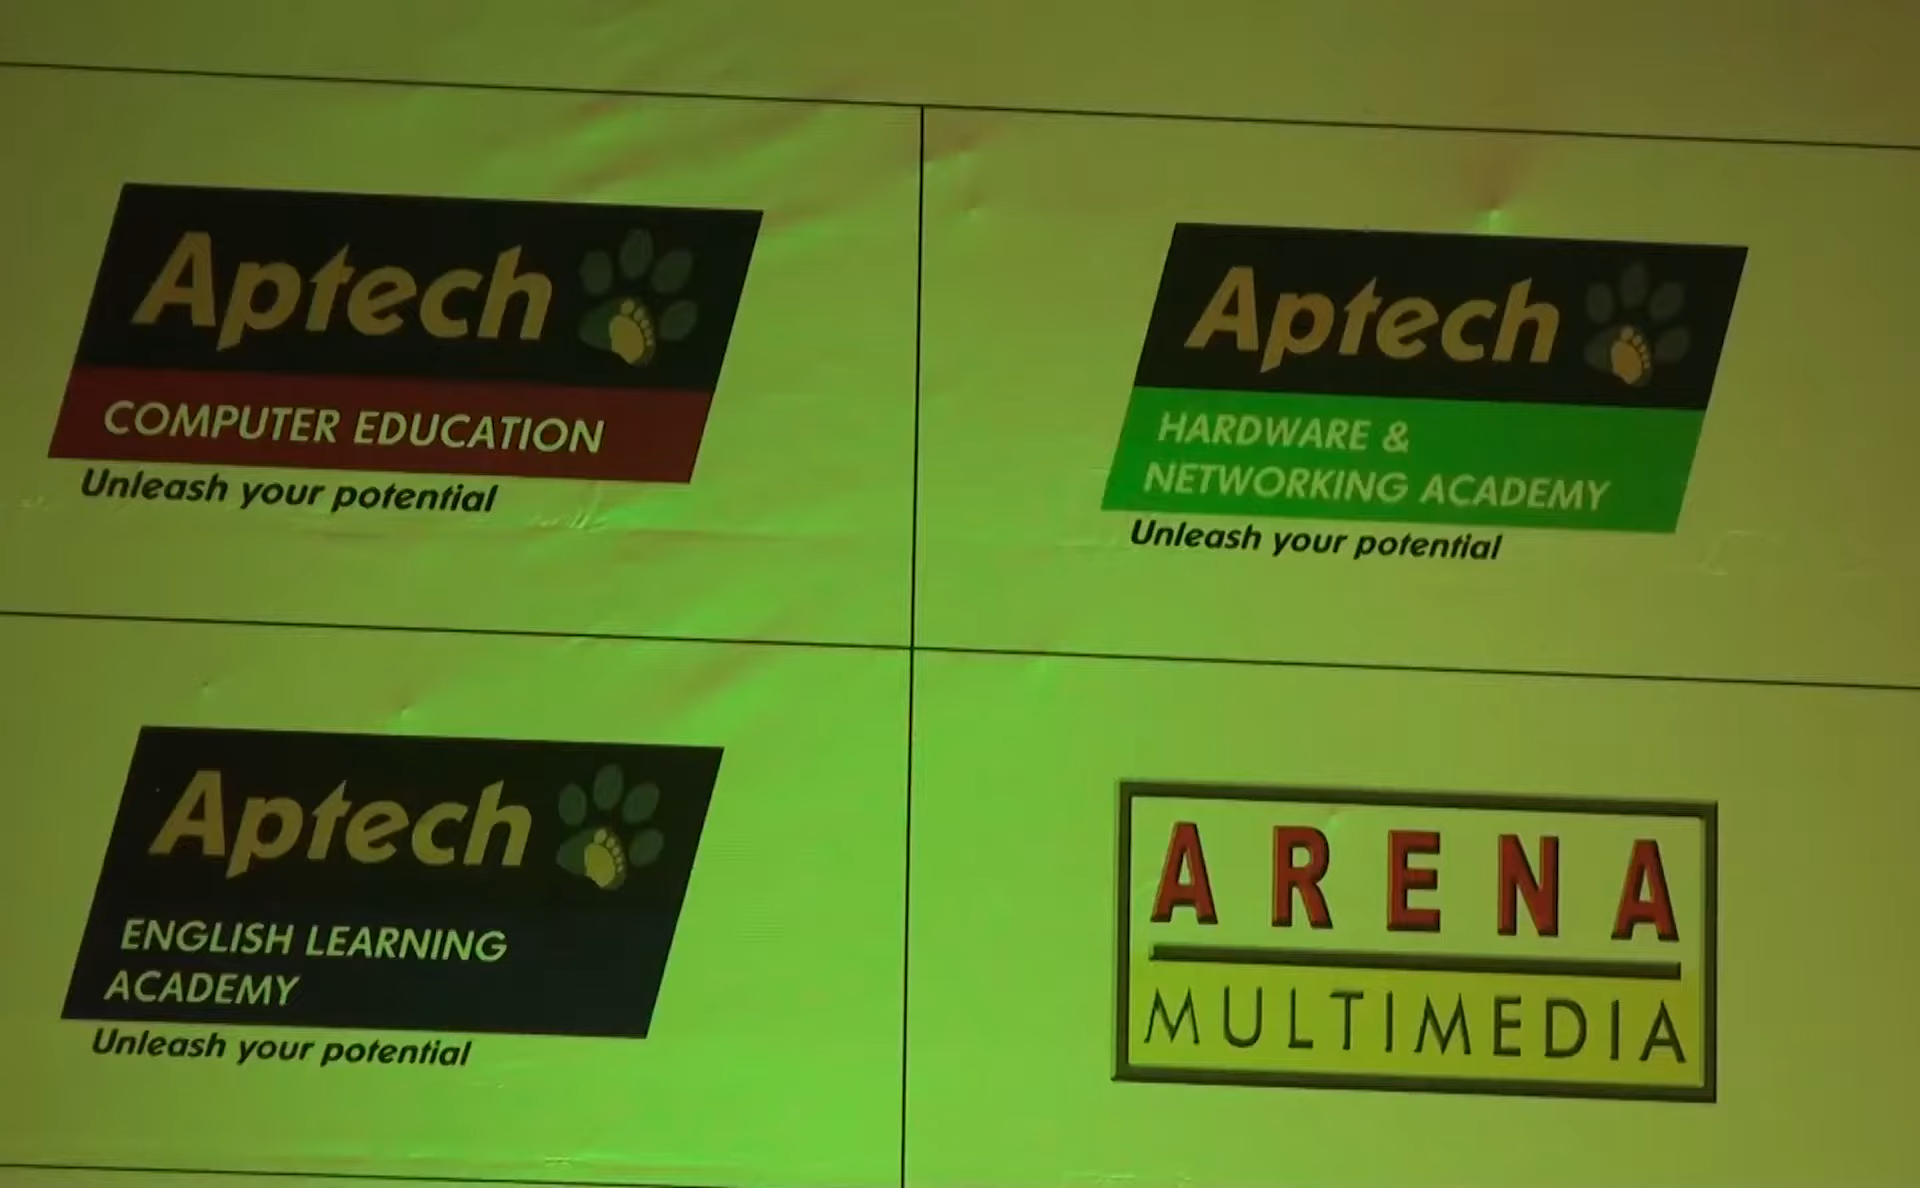 Aptech
COMPUTER EDUCATION
Unleash your potential
Aptech
HARDWARE &
NETWORKING ACADEMY
Unleash your potential
Aptech
ENGLISH LEARNING
ACADEMY
Unleash your potential
ARENA
MULTIMEDIA